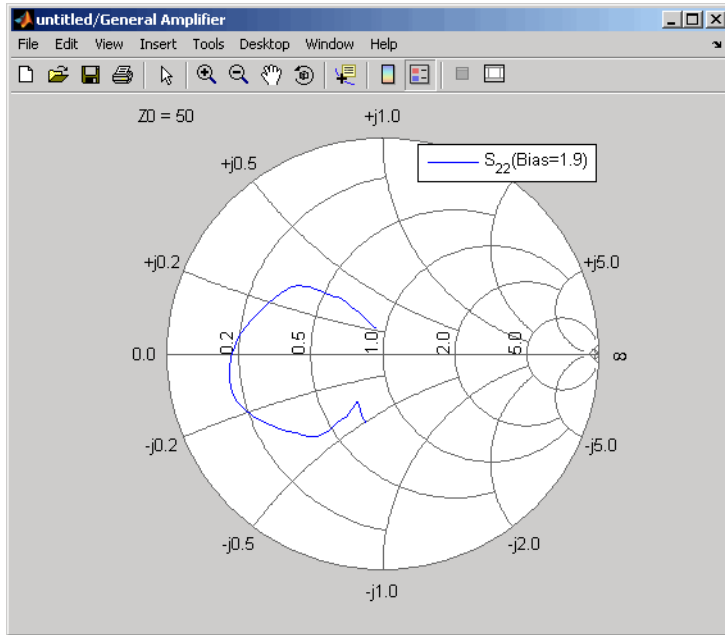 untitled/General Amplifier
File Edit View Insert Tools Desktop Window Help
Z0 = 50
+j1.0
S22(Bias=1.9)
+j0.5
+j0.2
+j5.0
0.0
0.2
0.5
1.0
2.0
5.0
∞
-j0.2
-j5.0
-j0.5
-j2.0
-j1.0